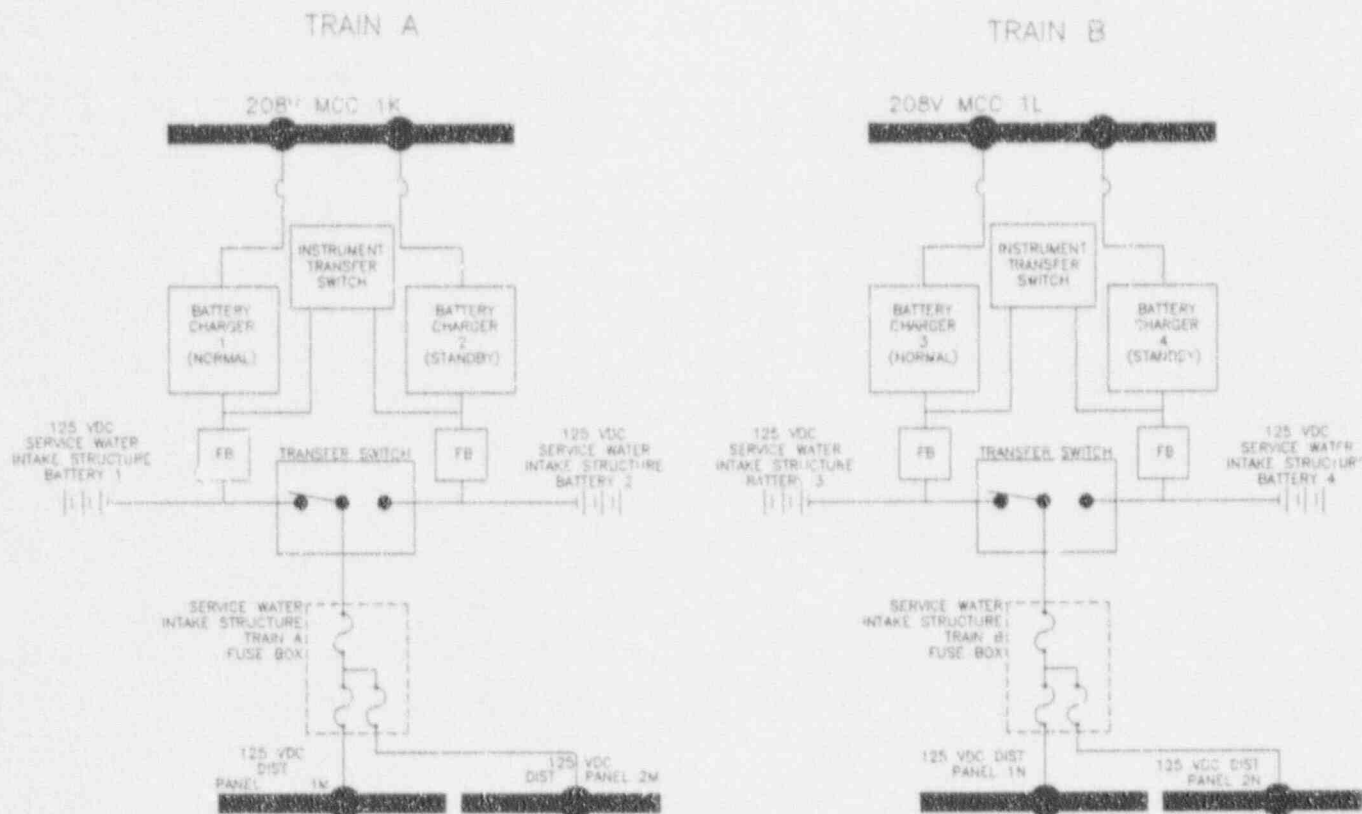 TRAIN A
208V MCC 1K
INSTRUMENT
TRANSFER
SWITCH
BATTERY
CHARGER
1
(NORMAL)
BATTERY
CHARGER
2
(STANDBY)
125 VDC
SERVICE WATER
INTAKE STRUCTURE
BATTERY 1
FB
TRANSFER SWITCH
FB
125 VDC
SERVICE WATER
INTAKE STRUCTURE
BATTERY 2
SERVICE WATER
INTAKE STRUCTURE
TRAIN A
FUSE BOX
125 VDC
DIST
PANEL 1M
125 VDC
DIST PANEL 2M
TRAIN B
208V MCC 1L
INSTRUMENT
TRANSFER
SWITCH
BATTERY
CHARGER
3
(NORMAL)
BATTERY
CHARGER
4
(STANDBY)
125 VDC
SERVICE WATER
INTAKE STRUCTURE
BATTERY 3
FB
TRANSFER SWITCH
FB
125 VDC
SERVICE WATER
INTAKE STRUCTURE
BATTERY 4
SERVICE WATER
INTAKE STRUCTURE
TRAIN B
FUSE BOX
125 VDC DIST
PANEL 1N
125 VDC DIST
PANEL 2N